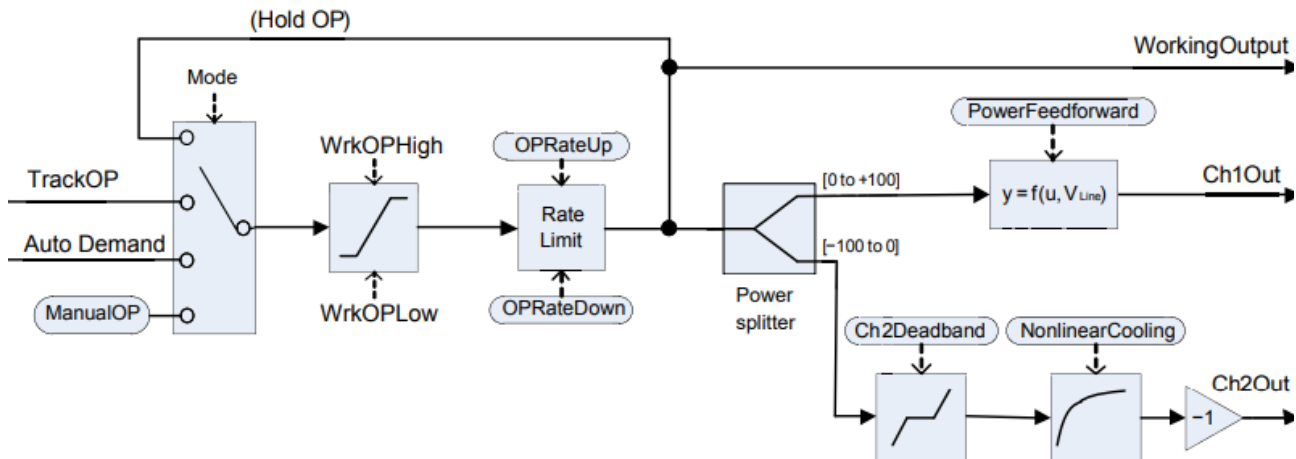 (Hold OP)
WorkingOutput
Mode
PowerFeedforward
WrkOPHigh
OPRateUp
TrackOP
[0 to +100]
Ch1Out
y = f(u, VLine)
Rate
Limit
Auto Demand
[−100 to 0]
ManualOP
WrkOPLow
OPRateDown
Power
splitter
Ch2Deadband
NonlinearCooling
Ch2Out
−1